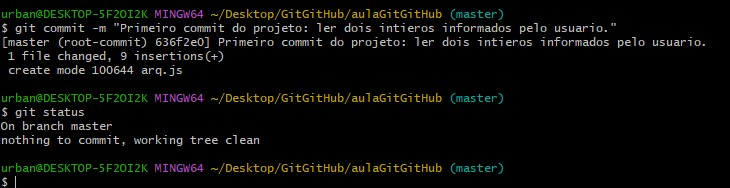 urban@DESKTOP-5F2OI2K MINGW64 ~/Desktop/GitGitHub/aulaGitGitHub (master)
$ git commit -m "Primeiro commit do projeto: ler dois intieros informados pelo usuario."
[master (root-commit) 636f2e0] Primeiro commit do projeto: ler dois intieros informados pelo usuario.
 1 file changed, 9 insertions(+)
 create mode 100644 arq.js
urban@DESKTOP-5F2OI2K MINGW64 ~/Desktop/GitGitHub/aulaGitGitHub (master)
$ git status
On branch master
nothing to commit, working tree clean
urban@DESKTOP-5F2OI2K MINGW64 ~/Desktop/GitGitHub/aulaGitGitHub (master)
$